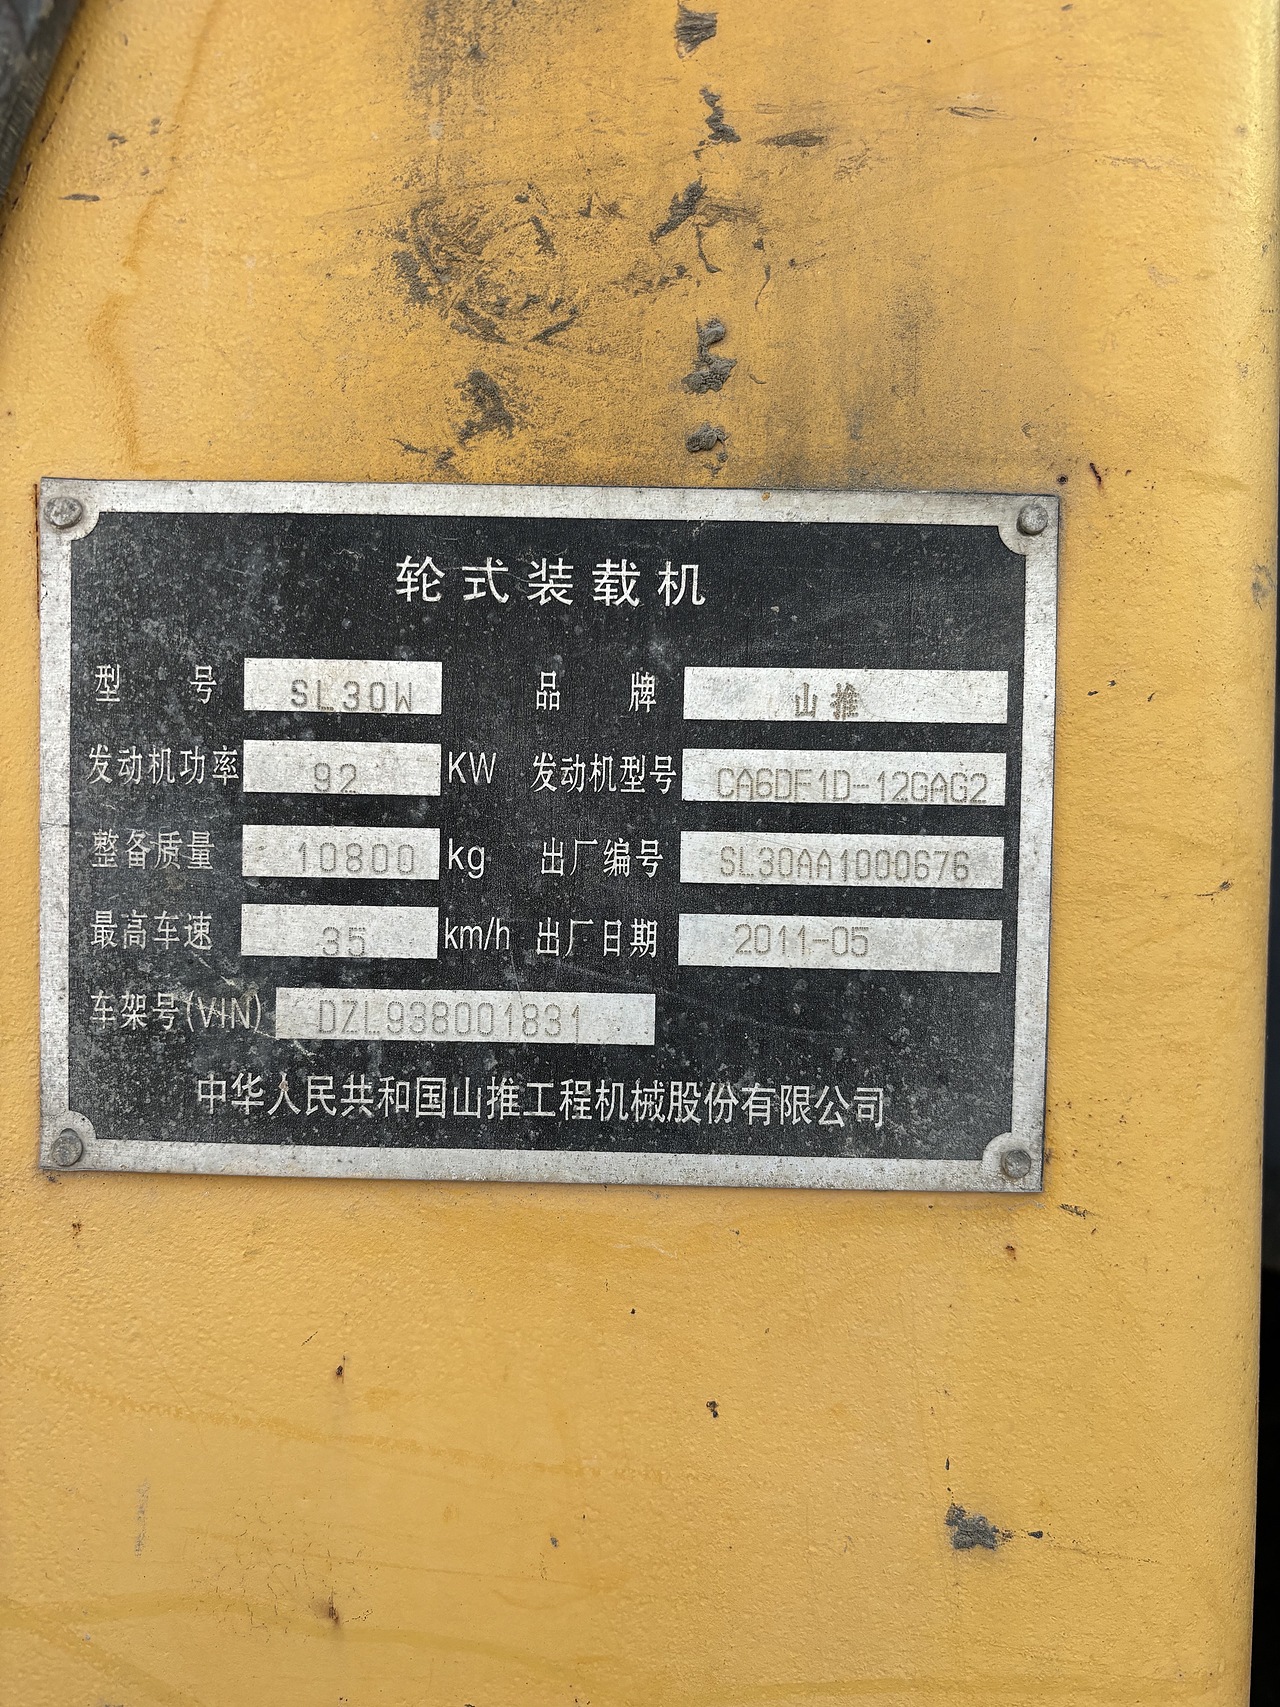 轮式装载机
型号 SL30W 品牌 山推
发动机功率 92 KW 发动机型号 CA6DF1D-12GAG2
整备质量 10800 kg 出厂编号 SL30AA1000676
最高车速 35 km/h 出厂日期 2011-05
车架号(VIN) DZL938001831
中华人民共和国山推工程机械股份有限公司